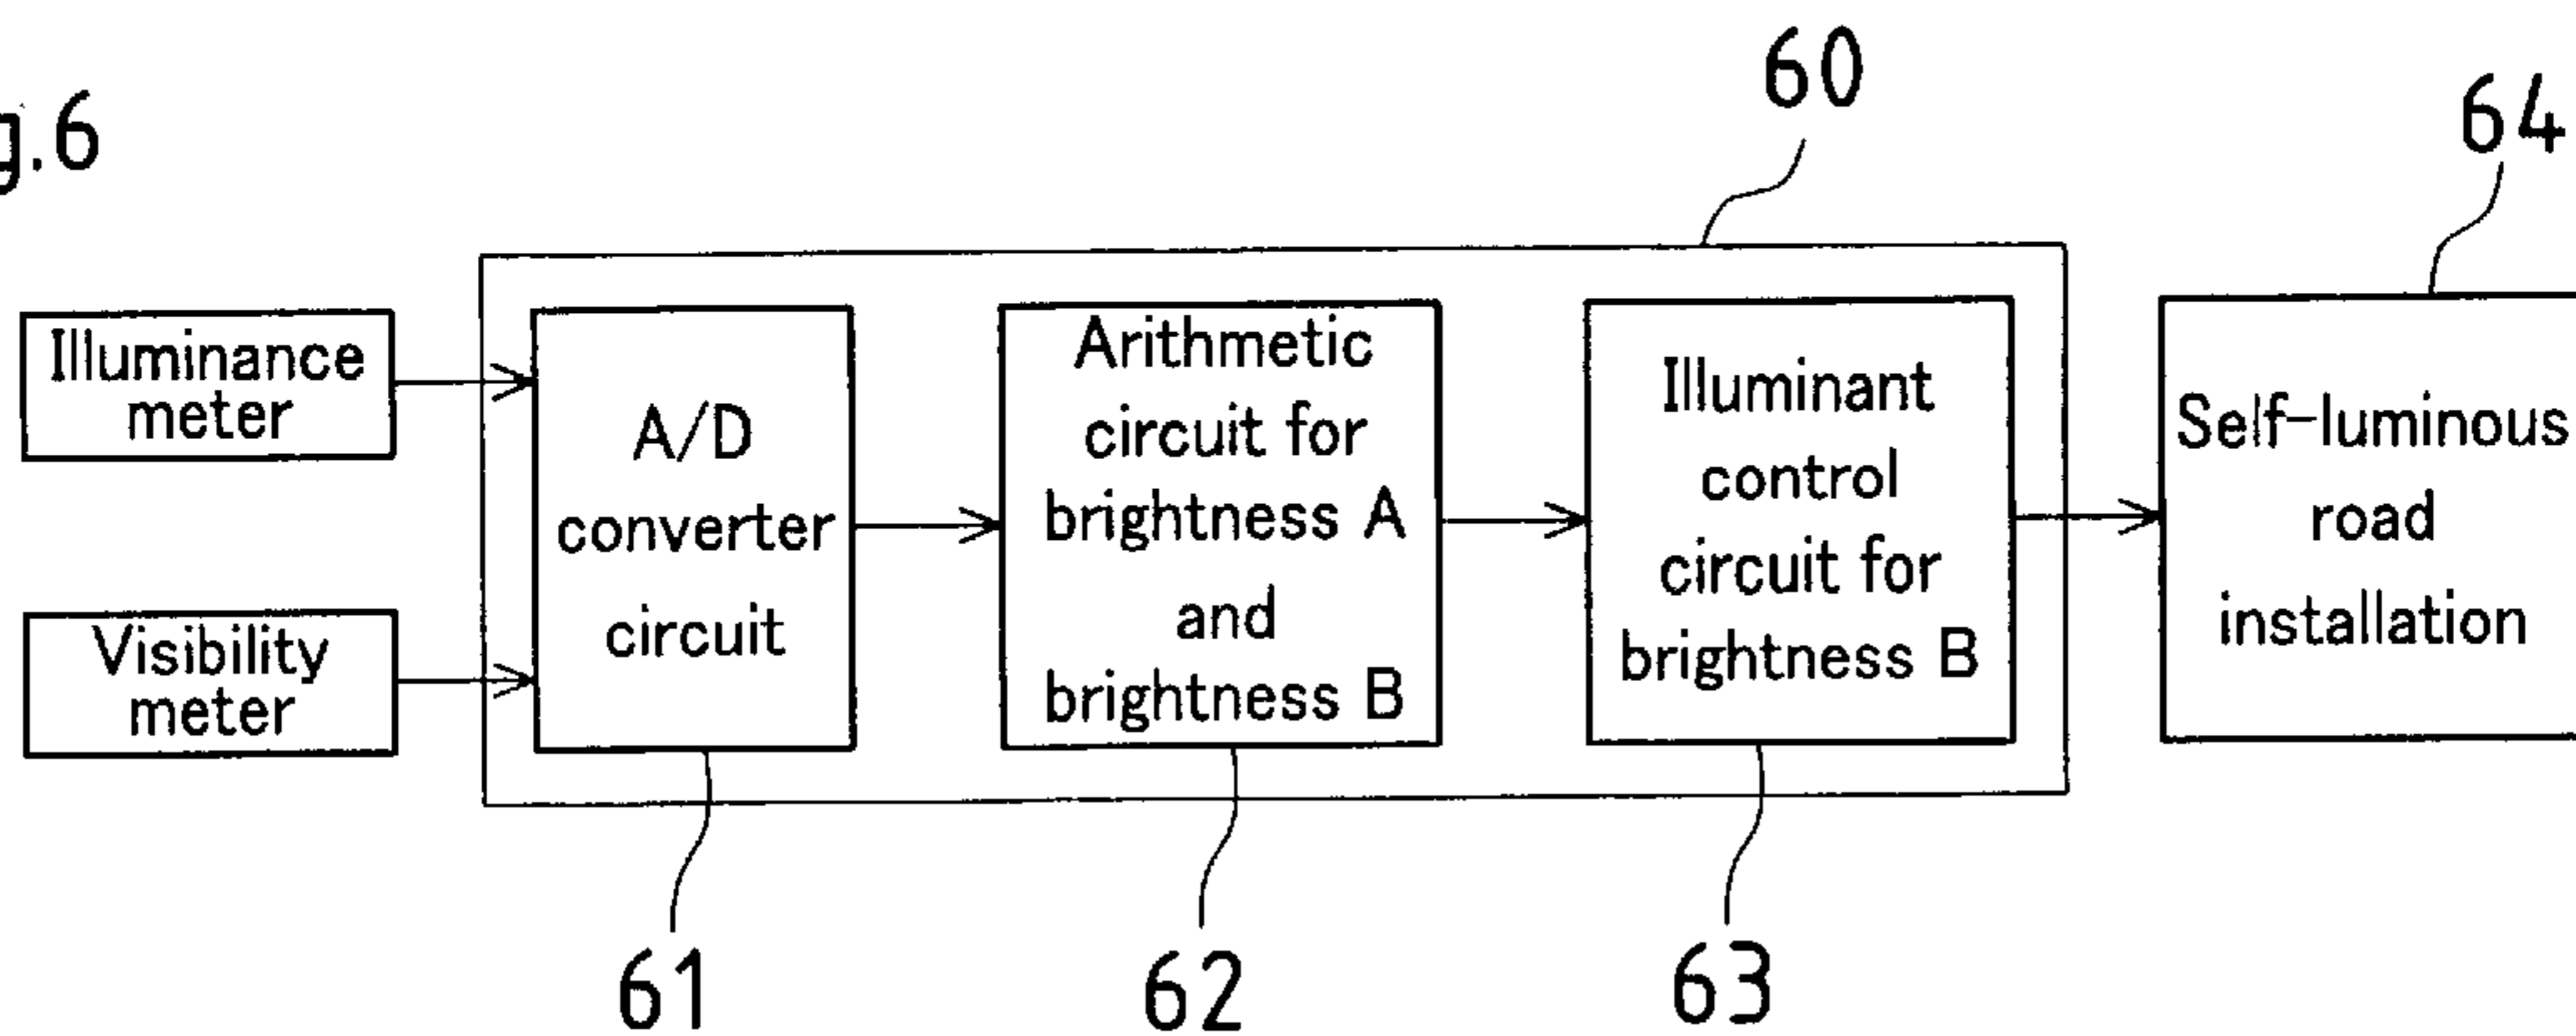 g.6
60
64
Illuminance
meter
Visibility
meter
A/D
converter
circuit
Arithmetic
circuit for
brightness A
and
brightness B
Illuminant
control
circuit for
brightness B
Self-luminous
road
installation
61
62
63